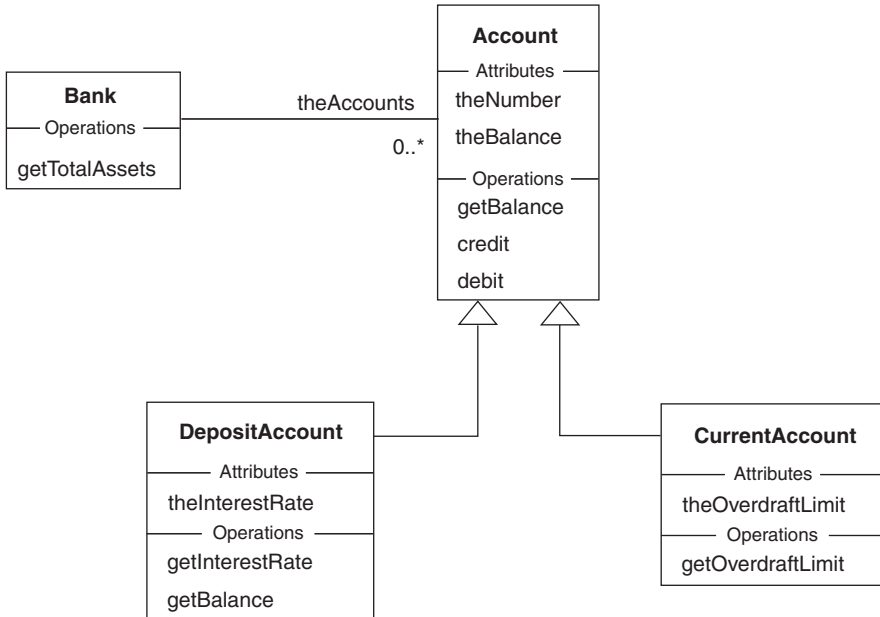 Bank
Operations
getTotalAssets
theAccounts
0..*
Account
Attributes
theNumber
theBalance
Operations
getBalance
credit
debit
DepositAccount
Attributes
theInterestRate
Operations
getInterestRate
getBalance
CurrentAccount
Attributes
theOverdraftLimit
Operations
getOverdraftLimit